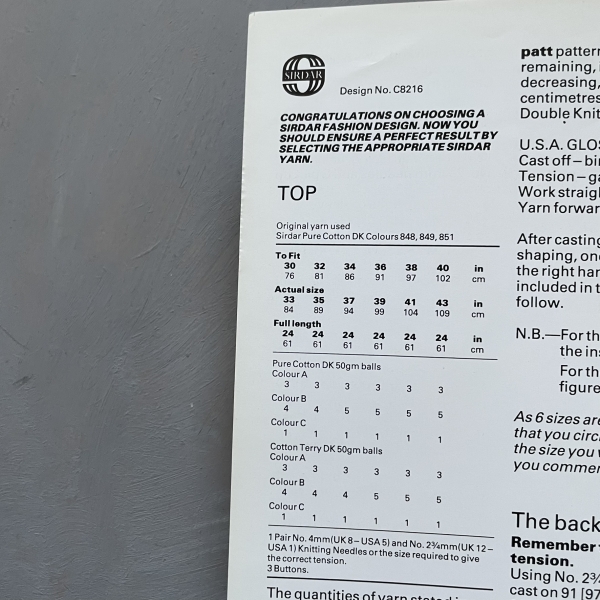 SIRDAR
Design No. C8216
CONGRATULATIONS ON CHOOSING A
SIRDAR FASHION DESIGN. NOW YOU
SHOULD ENSURE A PERFECT RESULT BY
SELECTING THE APPROPRIATE SIRDAR
YARN.
TOP
Original yarn used
Sirdar Pure Cotton DK Colours 848, 849, 851
To Fit
30 32 34 36 38 40 in
76 81 86 91 97 102 cm
Actual size
33 35 37 39 41 43 in
84 89 94 99 104 109 cm
Full length
24 24 24 24 24 24 in
61 61 61 61 61 61 cm
Pure Cotton DK 50gm balls
Colour A
3 3 3 3 3 3
Colour B
4 4 5 5 5 5
Colour C
1 1 1 1 1 1
Cotton Terry DK 50gm balls
Colour A
3 3 3 3 3 3
Colour B
4 4 4 5 5 5
Colour C
1 1 1 1 1 1
1 Pair No. 4mm (UK 8–USA 5) and No. 2¾mm (UK 12–
USA 1) Knitting Needles or the size required to give
the correct tension.
3 Buttons.
The quantities of yarn stated
patt pattern
remaining,
decreasing,
centimetres
Double Knit
U.S.A. GLOS
Cast off – bin
Tension – ga
Work straigh
Yarn forwar
After casting
shaping, one
the right han
included in t
follow.
N.B.—For th
the ins
For th
figure
As 6 sizes are
that you circ
the size you w
you commen
The back
Remember
tension.
Using No. 2¾
cast on 91 [97